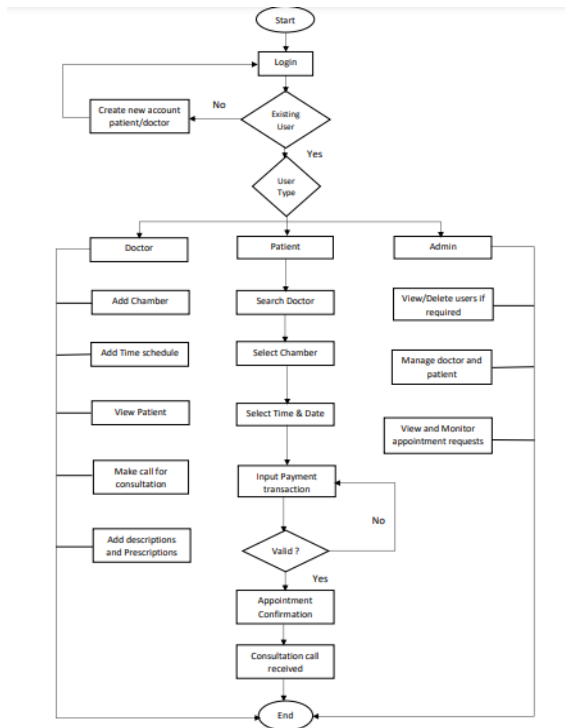 Start
Login
Create new account
patient/doctor
No
Existing
User
Yes
User
Type
Doctor
Patient
Admin
Add Chamber
Search Doctor
View/Delete users if
required
Add Time schedule
Select Chamber
Manage doctor and
patient
View Patient
Select Time & Date
View and Monitor
appointment requests
Make call for
consultation
Input Payment
transaction
No
Add descriptions
and Prescriptions
Valid ?
Yes
Appointment
Confirmation
Consultation call
received
End